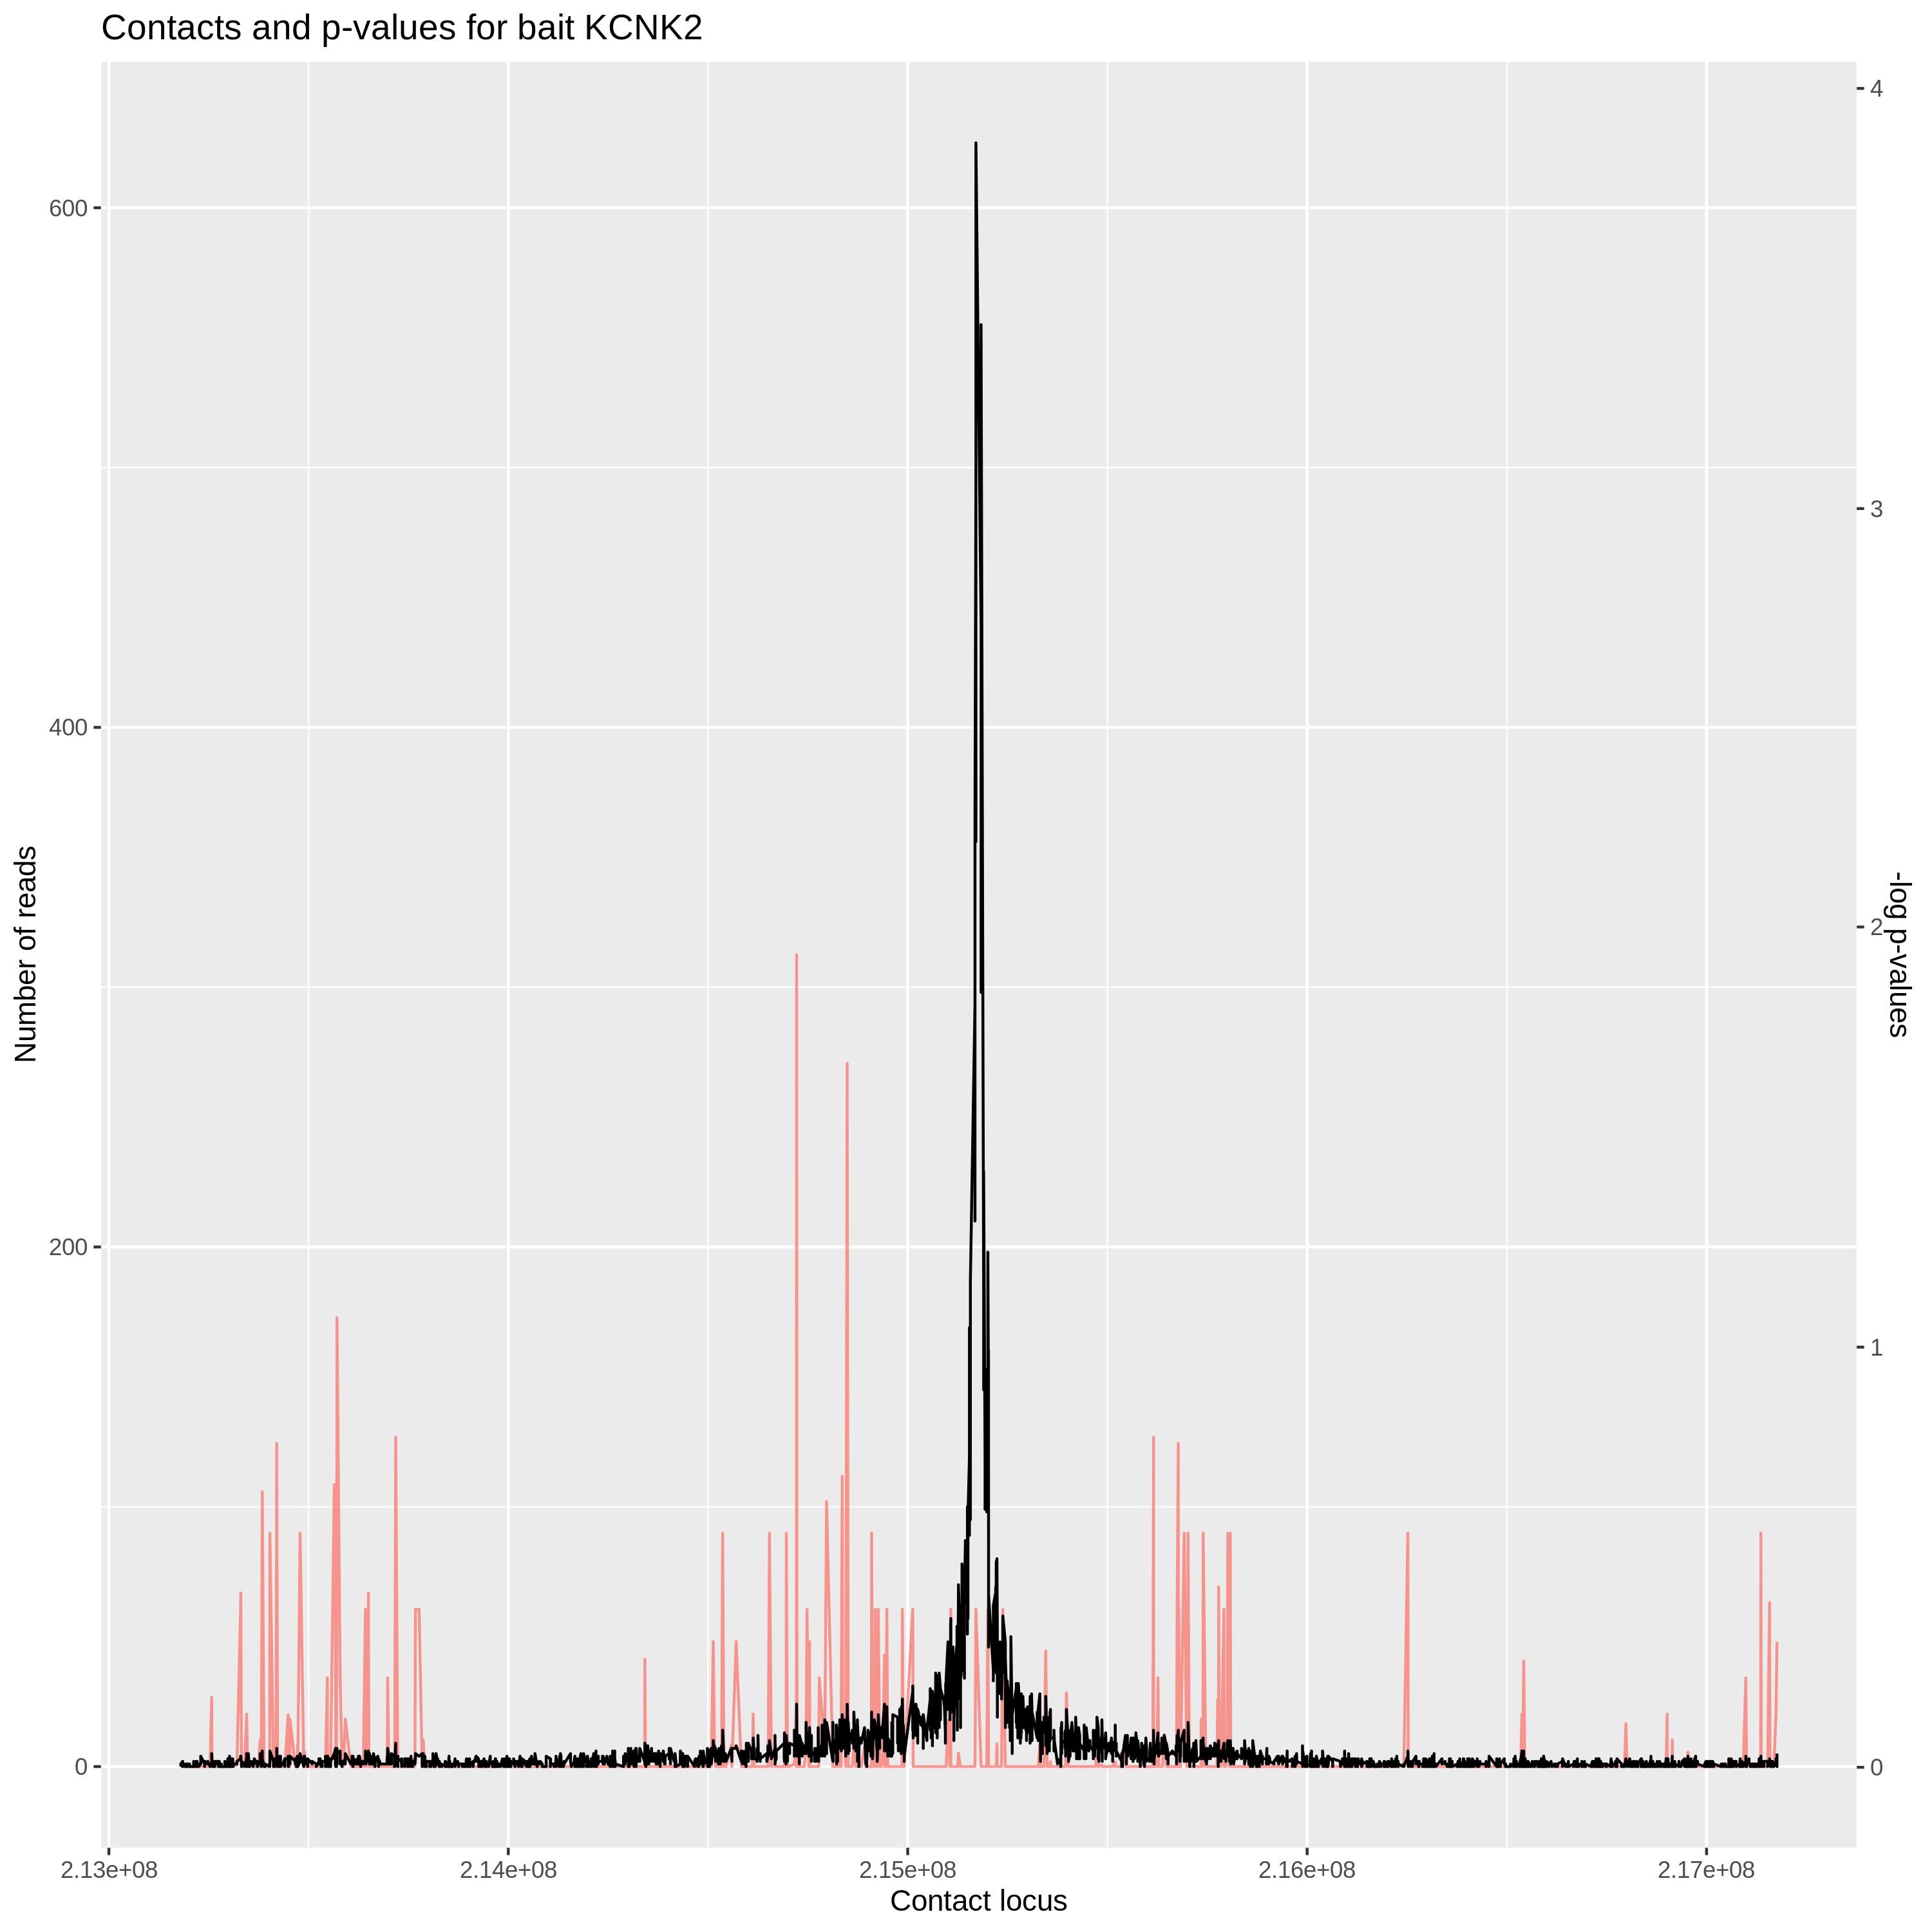 Contacts and p-values for bait KCNK2
Number of reads
600
400
200
0
4
3
2
1
0
-log p-values
2.13e+08
2.14e+08
2.15e+08
2.16e+08
2.17e+08
Contact locus